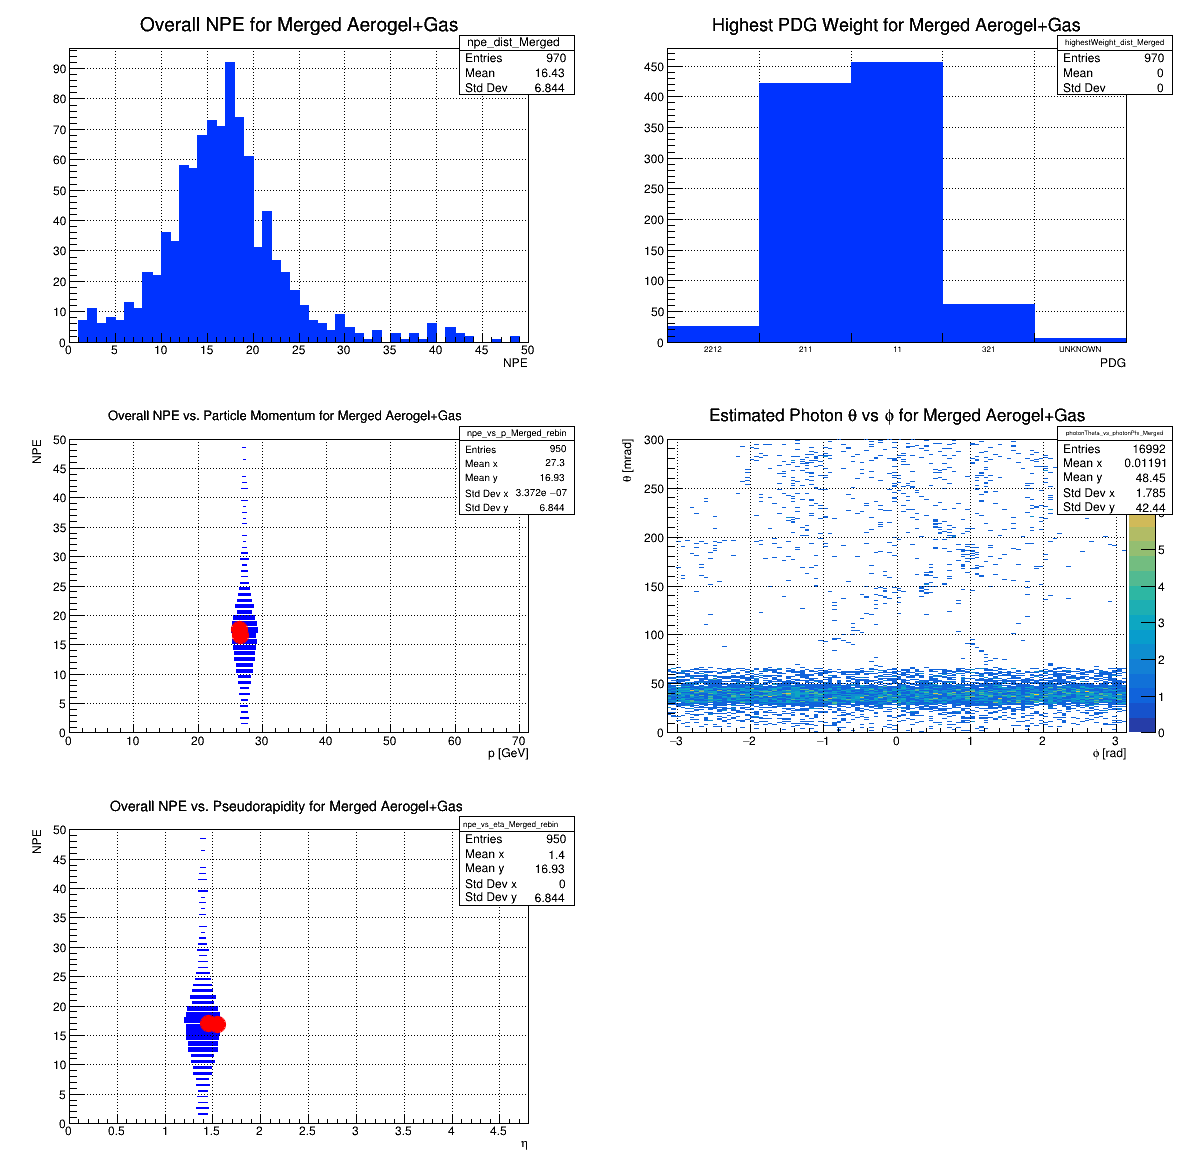 Overall NPE for Merged Aerogel+Gas
npe_dist_Merged
Entries 970
Mean 16.43
Std Dev 6.844
90
80
70
60
50
40
30
20
10
0
0 5 10 15 20 25 30 35 40 45 50
NPE
Highest PDG Weight for Merged Aerogel+Gas
highestWeight_dist_Merged
Entries 970
Mean 0
Std Dev 0
450
400
350
300
250
200
150
100
50
0
2212 211 11 321 UNKNOWN
PDG
Overall NPE vs. Particle Momentum for Merged Aerogel+Gas
npe_vs_p_Merged_rebin
Entries 950
Mean x 27.3
Mean y 16.93
Std Dev x 3.372e −07
Std Dev y 6.844
NPE
50
45
40
35
30
25
20
15
10
5
0
0 10 20 30 40 50 60 70
p [GeV]
Estimated Photon θ vs ϕ for Merged Aerogel+Gas
photonTheta_vs_photonPhi_Merged
Entries 16992
Mean x 0.01191
Mean y 48.45
Std Dev x 1.785
Std Dev y 42.44
θ [mrad]
300
250
200
150
100
50
0
−3 −2 −1 0 1 2 3
ϕ [rad]
5
4
3
2
1
0
Overall NPE vs. Pseudorapidity for Merged Aerogel+Gas
npe_vs_eta_Merged_rebin
Entries 950
Mean x 1.4
Mean y 16.93
Std Dev x 0
Std Dev y 6.844
NPE
50
45
40
35
30
25
20
15
10
5
0
0 0.5 1 1.5 2 2.5 3 3.5 4 4.5
η